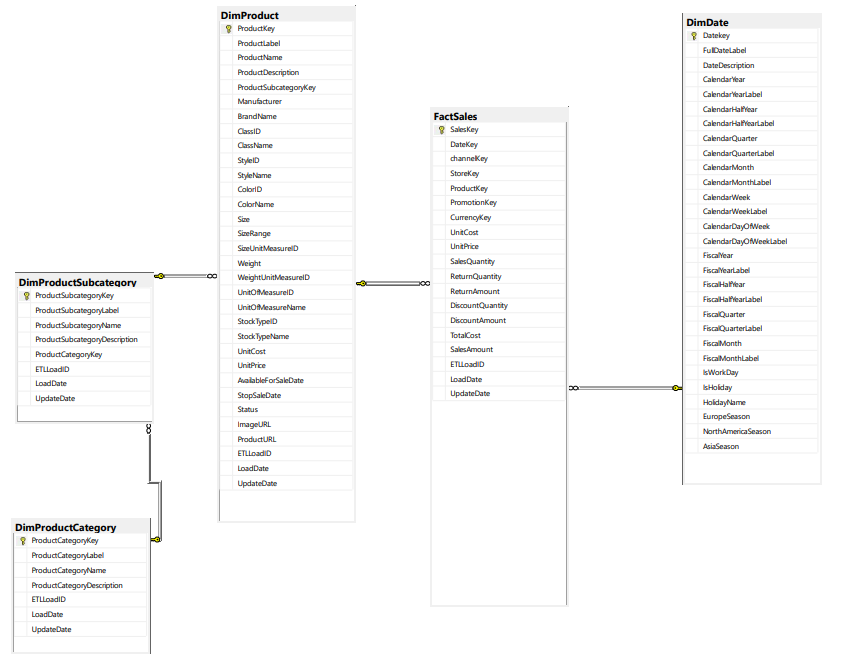 DimProduct
ProductKey
ProductLabel
ProductName
ProductDescription
ProductSubcategoryKey
Manufacturer
BrandName
ClassID
ClassName
StyleID
StyleName
ColorID
ColorName
Size
SizeRange
SizeUnitMeasureID
Weight
WeightUnitMeasureID
UnitOfMeasureID
UnitOfMeasureName
StockTypeID
StockTypeName
UnitCost
UnitPrice
AvailableForSaleDate
StopSaleDate
Status
ImageURL
ProductURL
ETLLoadID
LoadDate
UpdateDate
DimDate
Datekey
FullDateLabel
DateDescription
CalendarYear
CalendarYearLabel
CalendarHalfYear
CalendarHalfYearLabel
CalendarQuarter
CalendarQuarterLabel
CalendarMonth
CalendarMonthLabel
CalendarWeek
CalendarWeekLabel
CalendarDayOfWeek
CalendarDayOfWeekLabel
FiscalYear
FiscalYearLabel
FiscalHalfYear
FiscalHalfYearLabel
FiscalQuarter
FiscalQuarterLabel
FiscalMonth
FiscalMonthLabel
IsWorkDay
IsHoliday
HolidayName
EuropeSeason
NorthAmericaSeason
AsiaSeason
FactSales
SalesKey
DateKey
channelKey
StoreKey
ProductKey
PromotionKey
CurrencyKey
UnitCost
UnitPrice
SalesQuantity
ReturnQuantity
ReturnAmount
DiscountQuantity
DiscountAmount
TotalCost
SalesAmount
ETLLoadID
LoadDate
UpdateDate
DimProductSubcategory
ProductSubcategoryKey
ProductSubcategoryLabel
ProductSubcategoryName
ProductSubcategoryDescription
ProductCategoryKey
ETLLoadID
LoadDate
UpdateDate
DimProductCategory
ProductCategoryKey
ProductCategoryLabel
ProductCategoryName
ProductCategoryDescription
ETLLoadID
LoadDate
UpdateDate